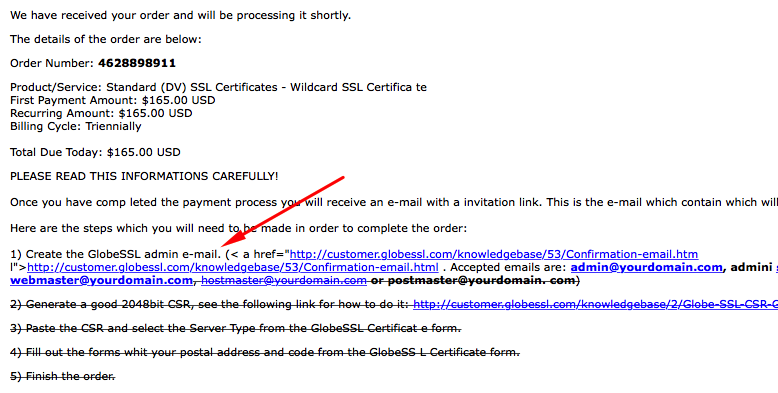 We have received your order and will be processing it shortly.
The details of the order are below:
Order Number: 4628898911
Product/Service: Standard (DV) SSL Certificates - Wildcard SSL Certifica te
First Payment Amount: $165.00 USD
Recurring Amount: $165.00 USD
Billing Cycle: Triennially
Total Due Today: $165.00 USD
PLEASE READ THIS INFORMATIONS CAREFULLY!
Once you have comp leted the payment process you will receive an e-mail with a invitation link. This is the e-mail which contain which will
Here are the steps which you will need to be made in order to complete the order:
1) Create the GlobeSSL admin e-mail. (< a href="http://customer.globessl.com/knowledgebase/53/Confirmation-email.htm
l">http://customer.globessl.com/knowledgebase/53/Confirmation-email.html . Accepted emails are: admin@yourdomain.com, admini
webmaster@yourdomain.com, hostmaster@yourdomain.com or postmaster@yourdomain. com)
2) Generate a good 2048bit CSR, see the following link for how to do it: http://customer.globessl.com/knowledgebase/2/Globe-SSL-CSR-G
3) Paste the CSR and select the Server Type from the GlobeSSL Certificat e form.
4) Fill out the forms whit your postal address and code from the GlobeSS L Certificate form.
5) Finish the order.